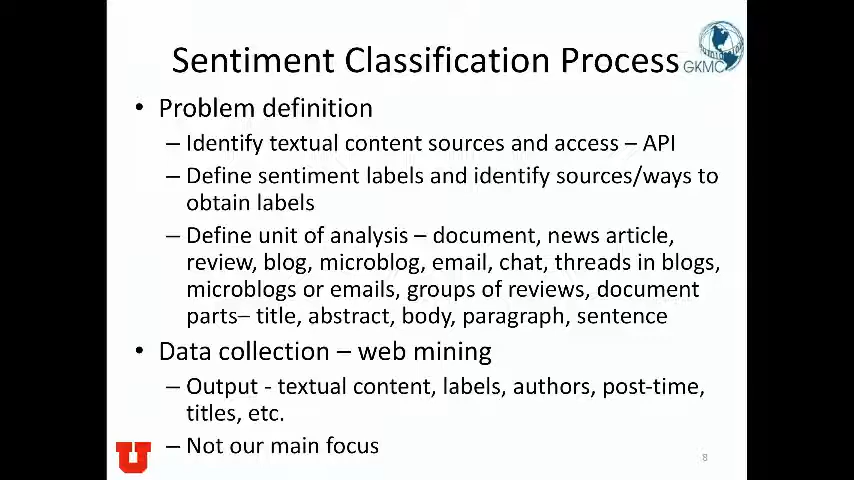 Sentiment Classification Process
GKMC
• Problem definition
– Identify textual content sources and access – API
– Define sentiment labels and identify sources/ways to
obtain labels
– Define unit of analysis – document, news article,
review, blog, microblog, email, chat, threads in blogs,
microblogs or emails, groups of reviews, document
parts– title, abstract, body, paragraph, sentence
• Data collection – web mining
– Output - textual content, labels, authors, post-time,
titles, etc.
– Not our main focus
U
8